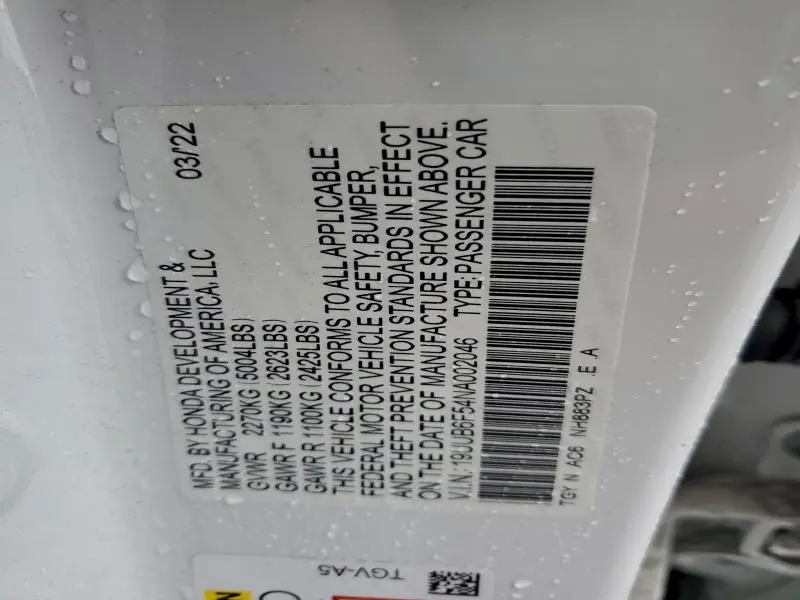 MFD. BY HONDA DEVELOPMENT & 03/'22
MANUFACTURING OF AMERICA, LLC
GVWR 2270KG (5004LBS)
GAWR F 1190KG (2623LBS)
GAWR R 1100KG (2425LBS)
THIS VEHICLE CONFORMS TO ALL APPLICABLE
FEDERAL MOTOR VEHICLE SAFETY, BUMPER,
AND THEFT PREVENTION STANDARDS IN EFFECT
ON THE DATE OF MANUFACTURE SHOWN ABOVE.
V.I.N: 19UUB6F54NA002046 TYPE: PASSENGER CAR
TGY N AC6 NH883PZ E A
TGV-A5